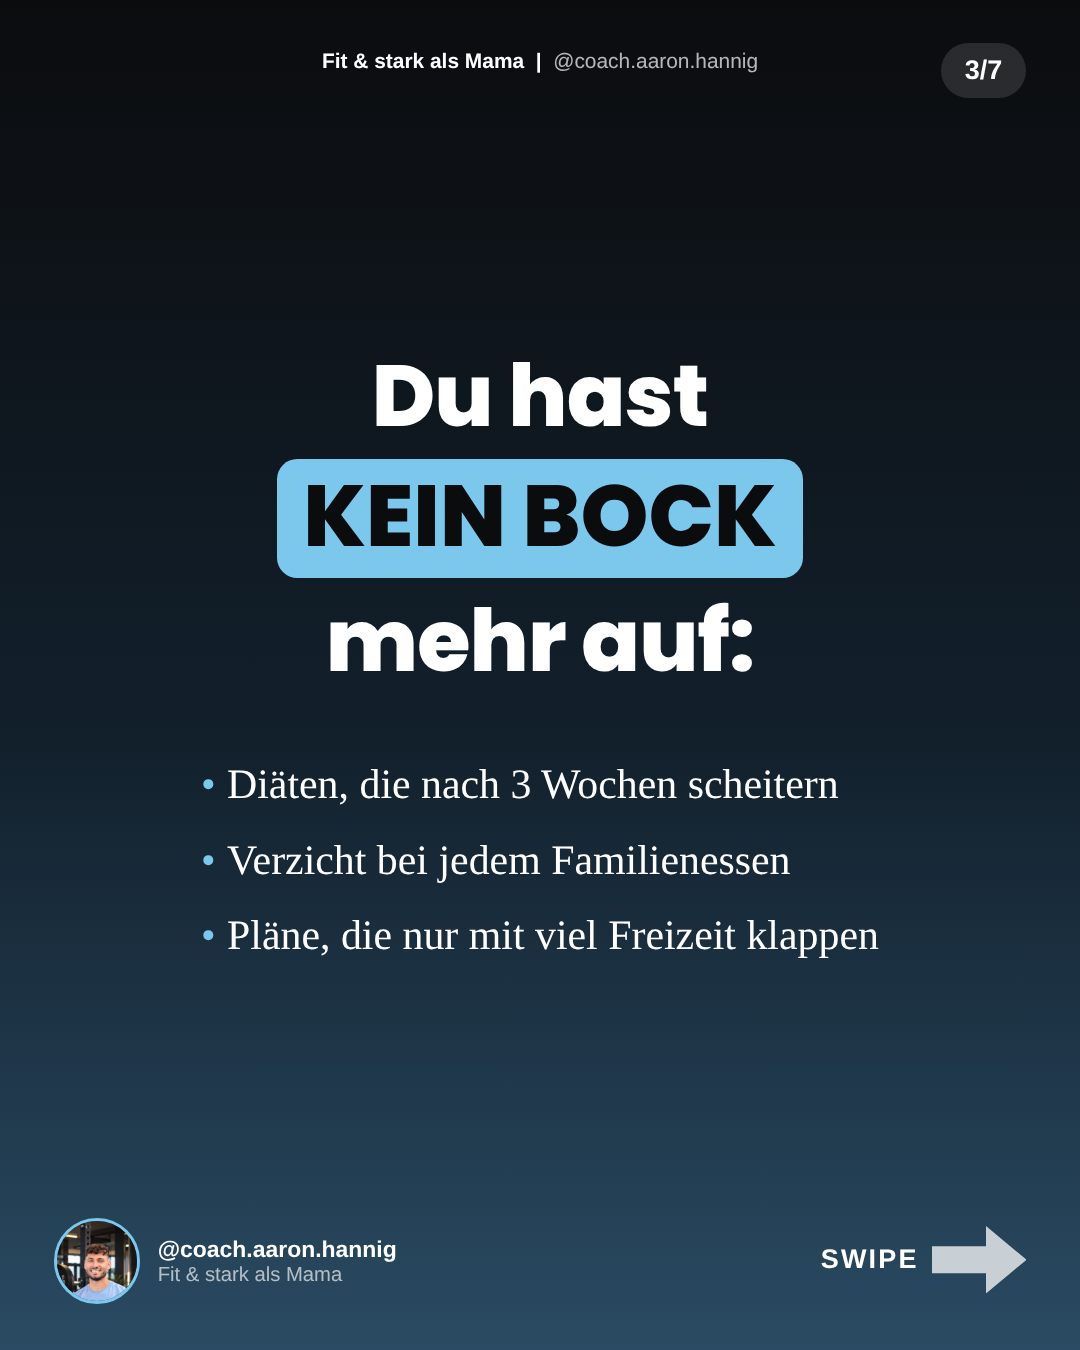 Fit & stark als Mama | @coach.aaron.hannig
3/7
Du hast
KEIN BOCK
mehr auf:
• Diäten, die nach 3 Wochen scheitern
• Verzicht bei jedem Familienessen
• Pläne, die nur mit viel Freizeit klappen
@coach.aaron.hannig
Fit & stark als Mama
SWIPE